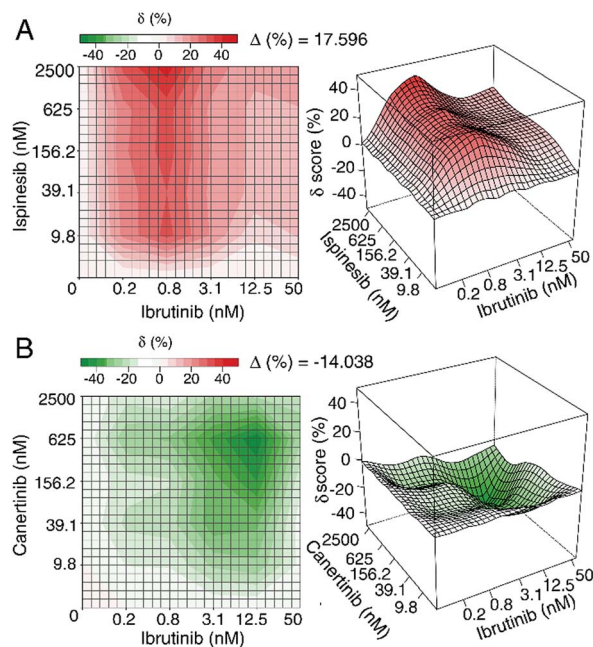 A
δ (%)
-40 -20 0 20 40
Δ (%) = 17.596
2500
625
156.2
39.1
9.8
0
Ispinesib (nM)
0.2 0.8 3.1 12.5 50
Ibrutinib (nM)
40
20
0
-20
-40
δ score (%)
2500
625
156.2
39.1
9.8
Ispinesib (nM)
0.2 0.8 3.1 12.5 50
Ibrutinib (nM)
B
δ (%)
-40 -20 0 20 40
Δ (%) = -14.038
2500
625
156.2
39.1
9.8
0
Canertinib (nM)
0.2 0.8 3.1 12.5 50
Ibrutinib (nM)
40
20
0
-20
-40
δ score (%)
2500
625
156.2
39.1
9.8
Canertinib (nM)
0.2 0.8 3.1 12.5 50
Ibrutinib (nM)